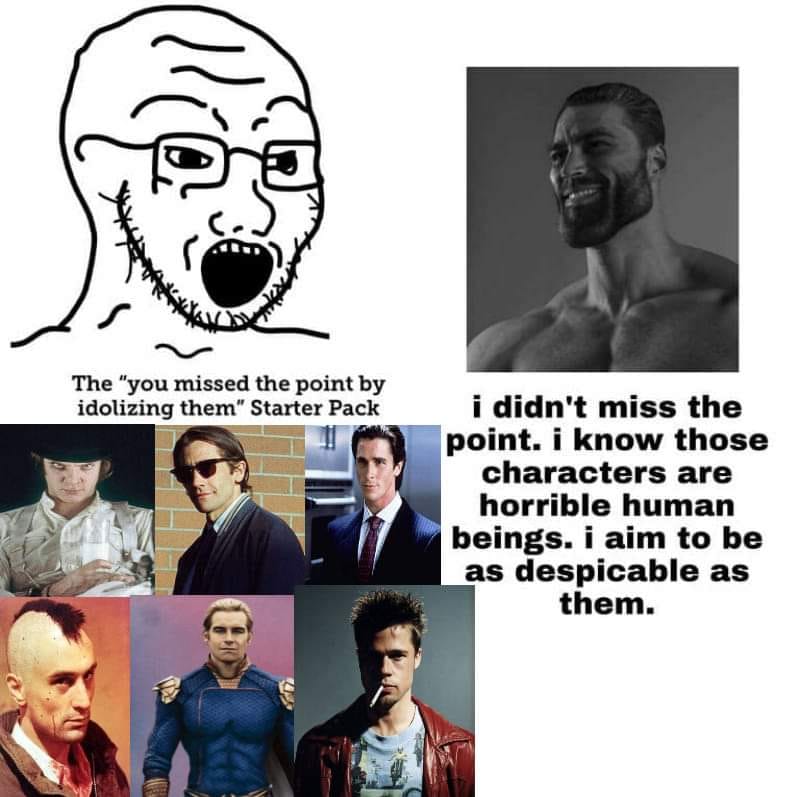 The "you missed the point by
idolizing them" Starter Pack
i didn't miss the
point. i know those
characters are
horrible human
beings. i aim to be
as despicable as
them.